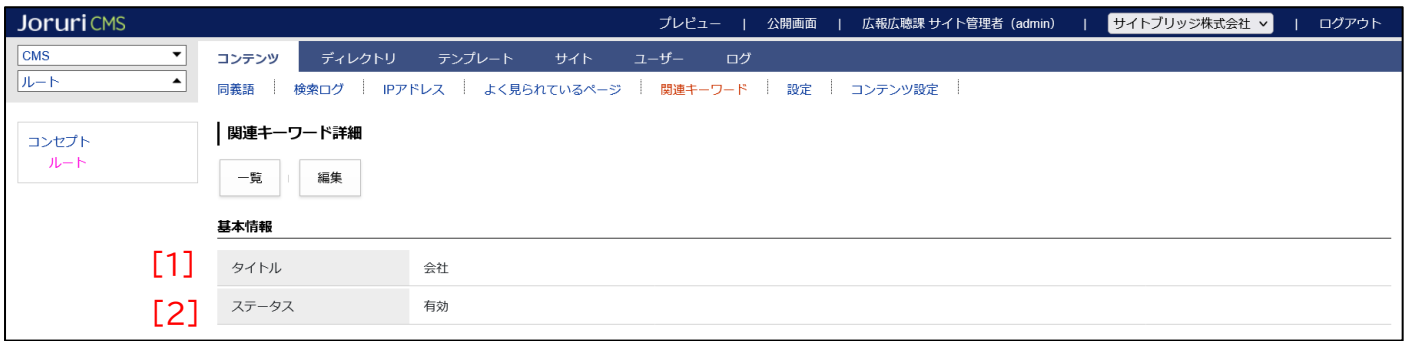 Joruri CMS プレビュー | 公開画面 | 広報広聴課 サイト管理者 (admin) | サイトブリッジ株式会社 | ログアウト
CMS
ルート
コンテンツ ディレクトリ テンプレート サイト ユーザー ログ
同義語 検索ログ IPアドレス よく見られているページ 関連キーワード 設定 コンテンツ設定
コンセプト
ルート
関連キーワード詳細
一覧 編集
基本情報
[1] タイトル 会社
[2] ステータス 有効